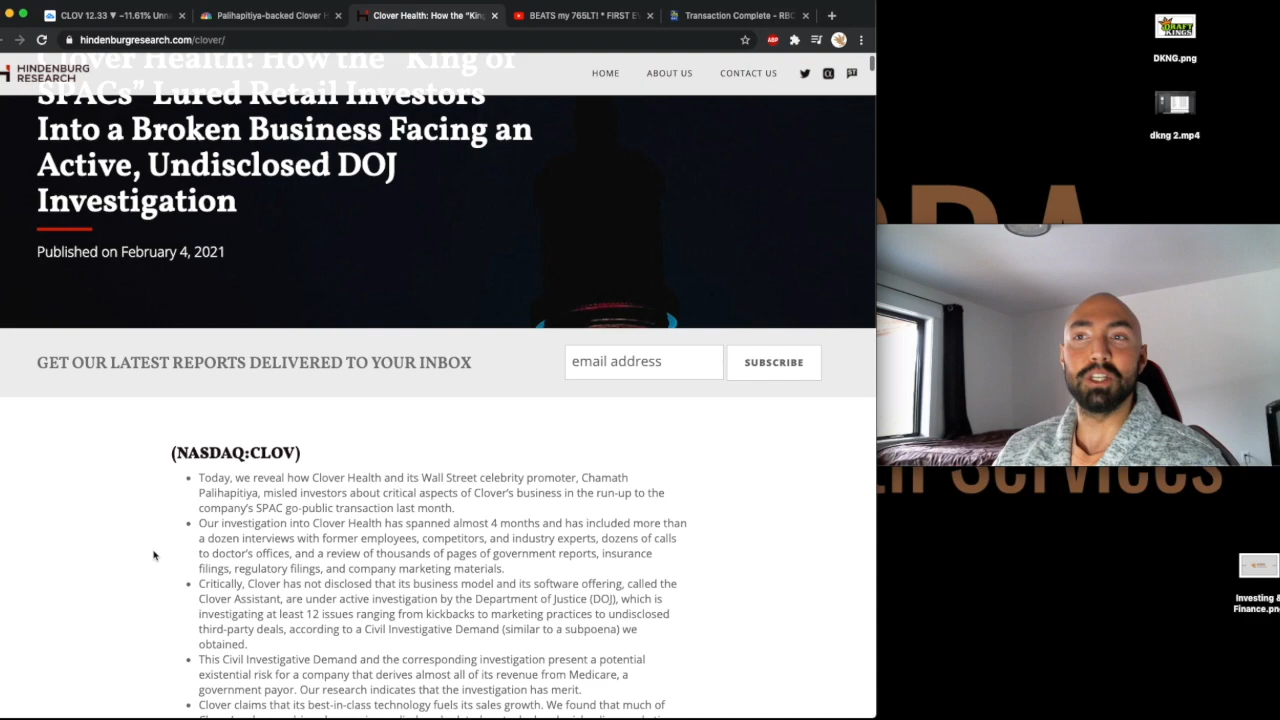 CLOV 12.33 ▼ −11.61% Unna
Palihapitiya-backed Clover H
Clover Health: How the "King
BEATS my 765LT! * FIRST E
Transaction Complete - RBC
hindenburgresearch.com/clover/
ABP
HINDENBURG
RESEARCH
HOME
ABOUT US
CONTACT US
Clover Health: How the "King of
SPACs" Lured Retail Investors
Into a Broken Business Facing an
Active, Undisclosed DOJ
Investigation
Published on February 4, 2021
GET OUR LATEST REPORTS DELIVERED TO YOUR INBOX
email address
SUBSCRIBE
(NASDAQ:CLOV)
Today, we reveal how Clover Health and its Wall Street celebrity promoter, Chamath
Palihapitiya, misled investors about critical aspects of Clover's business in the run-up to the
company's SPAC go-public transaction last month.
Our investigation into Clover Health has spanned almost 4 months and has included more than
a dozen interviews with former employees, competitors, and industry experts, dozens of calls
to doctor's offices, and a review of thousands of pages of government reports, insurance
filings, regulatory filings, and company marketing materials.
Critically, Clover has not disclosed that its business model and its software offering, called the
Clover Assistant, are under active investigation by the Department of Justice (DOJ), which is
investigating at least 12 issues ranging from kickbacks to marketing practices to undisclosed
third-party deals, according to a Civil Investigative Demand (similar to a subpoena) we
obtained.
This Civil Investigative Demand and the corresponding investigation present a potential
existential risk for a company that derives almost all of its revenue from Medicare, a
government payor. Our research indicates that the investigation has merit.
Clover claims that its best-in-class technology fuels its sales growth. We found that much of
DRAFT
KINGS
DKNG.png
dkng 2.mp4
Services
Investing &
Finance.pn